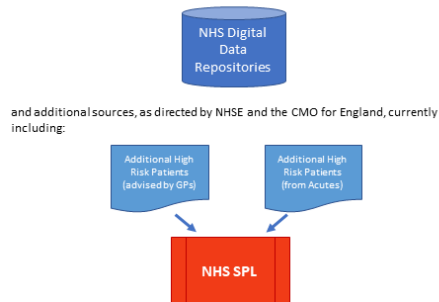 NHS Digital
Data
Repositories
and additional sources, as directed by NHSE and the CMO for England, currently
including:
Additional High
Risk Patients
(advised by GPs)
Additional High
Risk Patients
(from Acutes)
NHS SPL